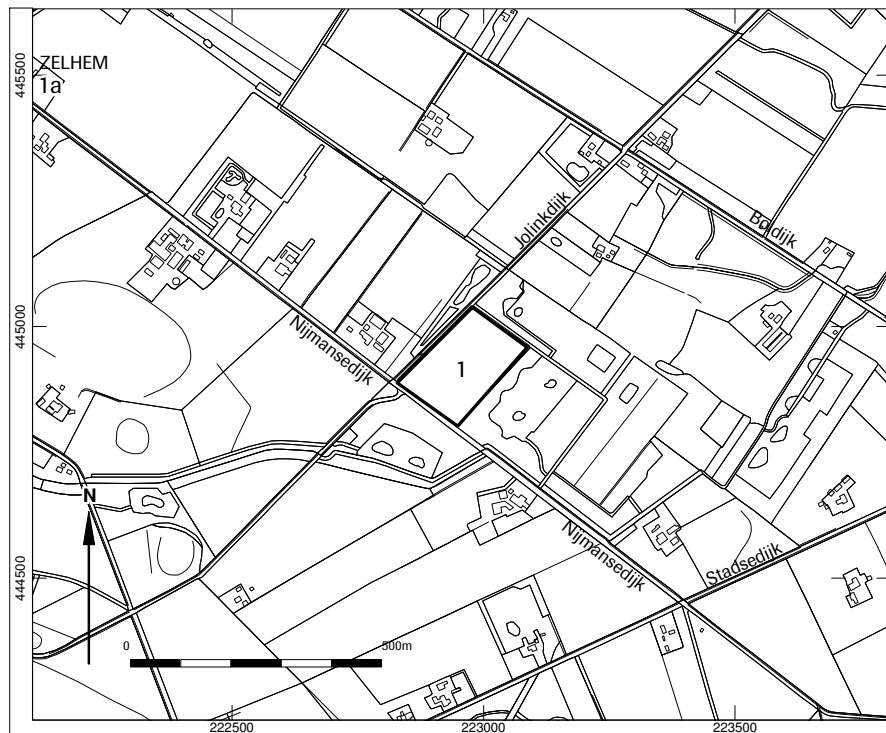 ZELHEM
1a
445500
Jolinkdijk
Boldijk
445000
Nijmansedijk
1
N
Nijmansedijk
Stadsedijk
444500
0
500m
222500
223000
223500